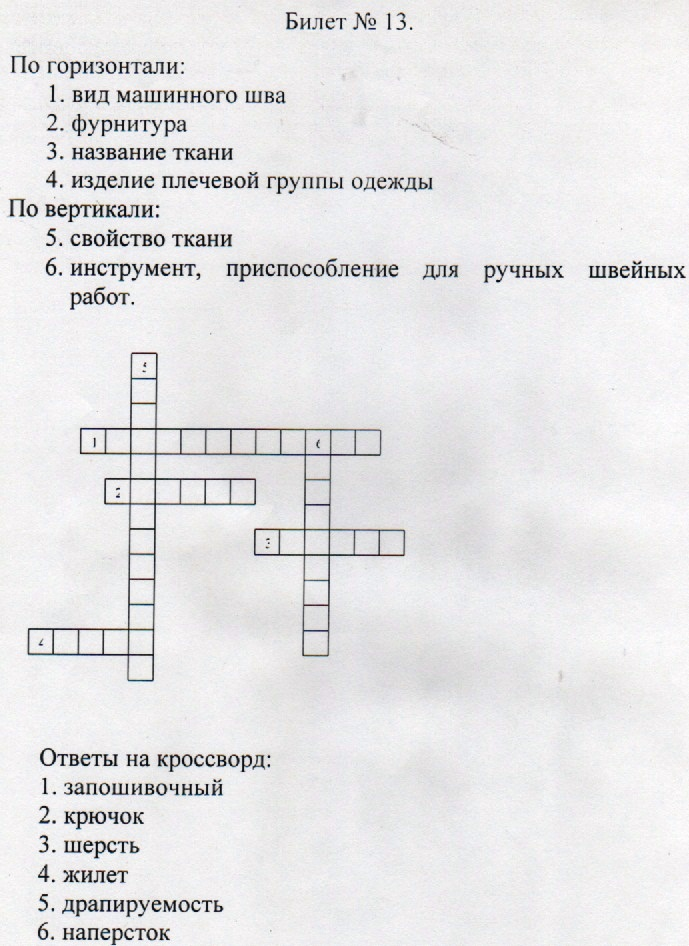 Билет № 13.
По горизонтали:
1. вид машинного шва
2. фурнитура
3. название ткани
4. изделие плечевой группы одежды
По вертикали:
5. свойство ткани
6. инструмент, приспособление для ручных швейных
работ.
5
1 6
2
3
4
Ответы на кроссворд:
1. запошивочный
2. крючок
3. шерсть
4. жилет
5. драпируемость
6. наперсток